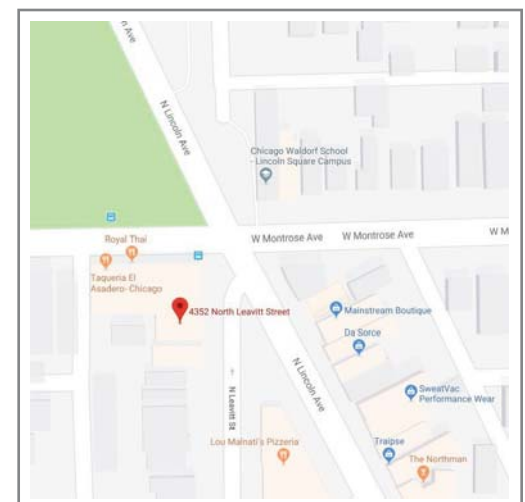 N Ave
N Lincoln Ave
Chicago Waldorf School
- Lincoln Square Campus
Royal Thai
W Montrose Ave
W Montrose Ave
W M
Taqueria El
Asadero- Chicago
4352 North Leavitt Street
Mainstream Boutique
Da Sorce
N Lincoln Ave
N Leavitt St
SweatVac
Performance Wear
Lou Malnati's Pizzeria
Traipse
The Northman